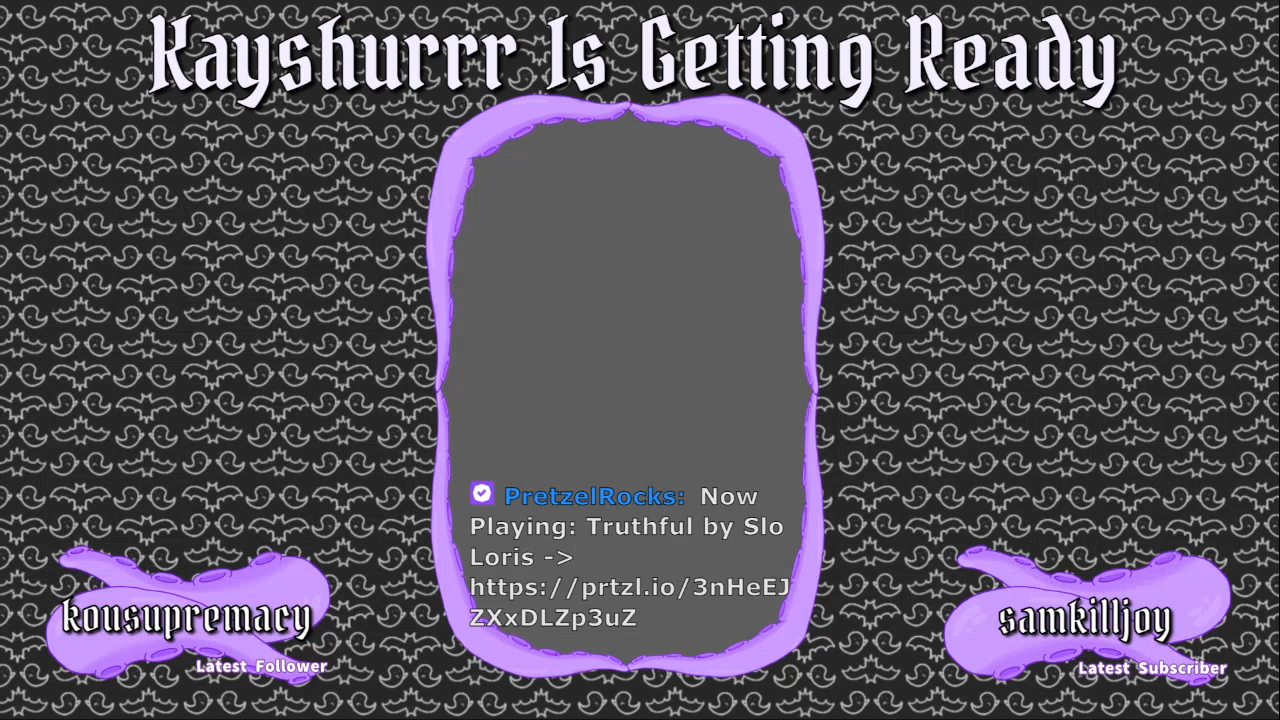 Kayshurrr Is Getting Ready
PretzelRocks: Now
Playing: Truthful by Slo
Loris ->
https://prtzl.io/3nHeEJ
ZXxDLZp3uZ
kousupremacy
Latest Follower
samkilljoy
Latest Subscriber